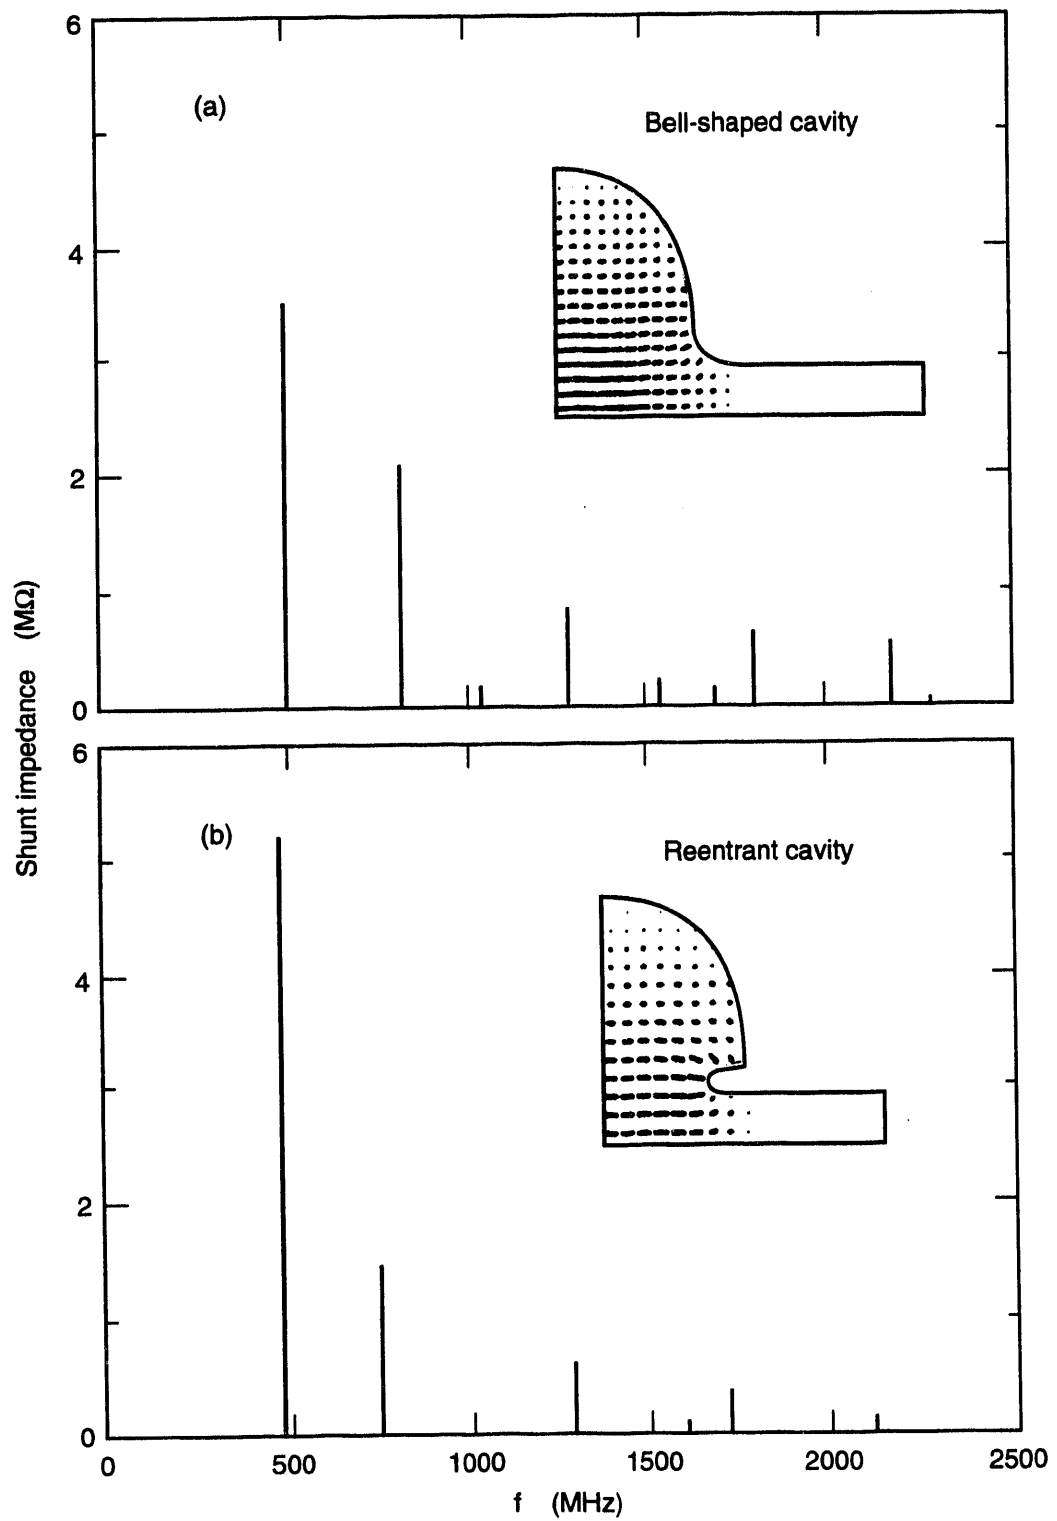 6
(a)
Bell-shaped cavity
4
2
0
Shunt impedance (MΩ)
6
(b)
Reentrant cavity
4
2
0
0 500 1000 1500 2000 2500
f (MHz)